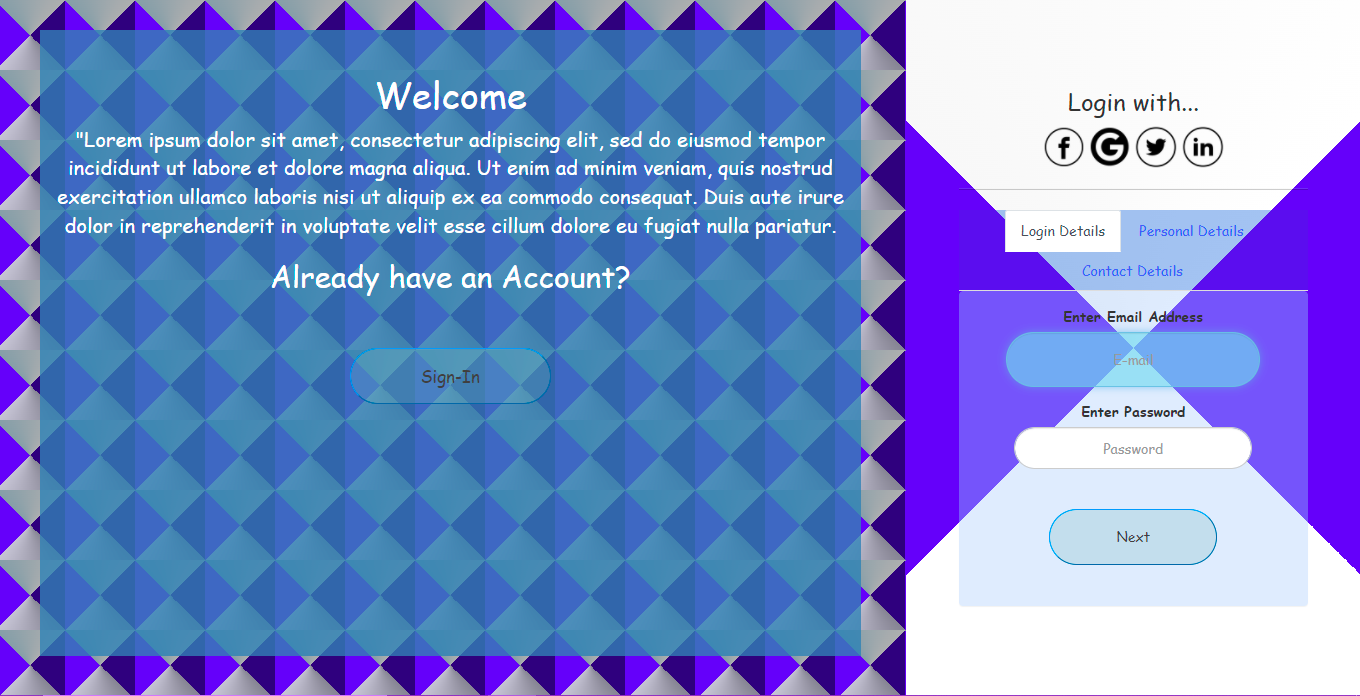 Welcome
"Lorem ipsum dolor sit amet, consectetur adipiscing elit, sed do eiusmod tempor
incididunt ut labore et dolore magna aliqua. Ut enim ad minim veniam, quis nostrud
exercitation ullamco laboris nisi ut aliquip ex ea commodo consequat. Duis aute irure
dolor in reprehenderit in voluptate velit esse cillum dolore eu fugiat nulla pariatur.
Already have an Account?
Sign-In
Login with...
f G in
Login Details Personal Details
Contact Details
Enter Email Address
E-mail
Enter Password
Password
Next